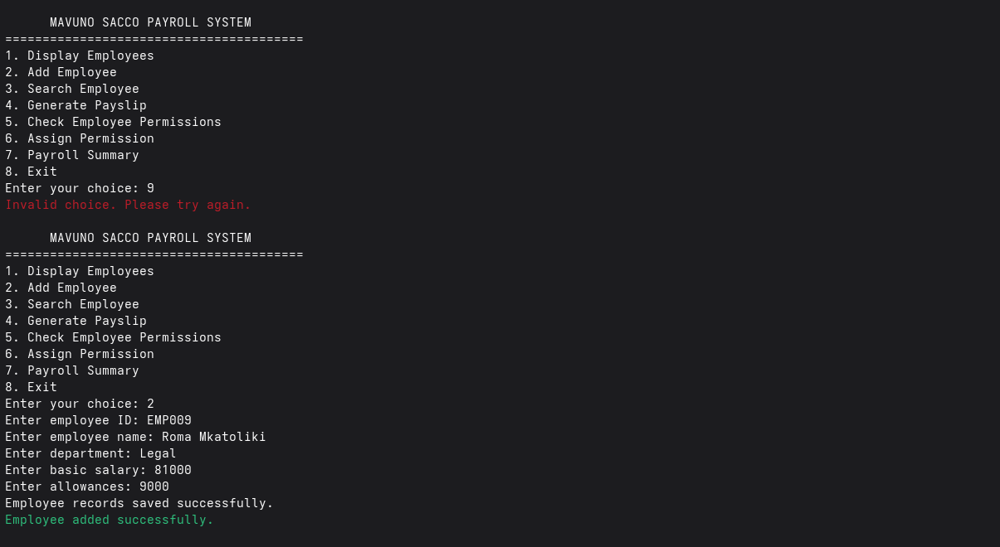 MAVUNO SACCO PAYROLL SYSTEM
========================================
1. Display Employees
2. Add Employee
3. Search Employee
4. Generate Payslip
5. Check Employee Permissions
6. Assign Permission
7. Payroll Summary
8. Exit
Enter your choice: 9
Invalid choice. Please try again.

MAVUNO SACCO PAYROLL SYSTEM
========================================
1. Display Employees
2. Add Employee
3. Search Employee
4. Generate Payslip
5. Check Employee Permissions
6. Assign Permission
7. Payroll Summary
8. Exit
Enter your choice: 2
Enter employee ID: EMP009
Enter employee name: Roma Mkatoliki
Enter department: Legal
Enter basic salary: 81000
Enter allowances: 9000
Employee records saved successfully.
Employee added successfully.